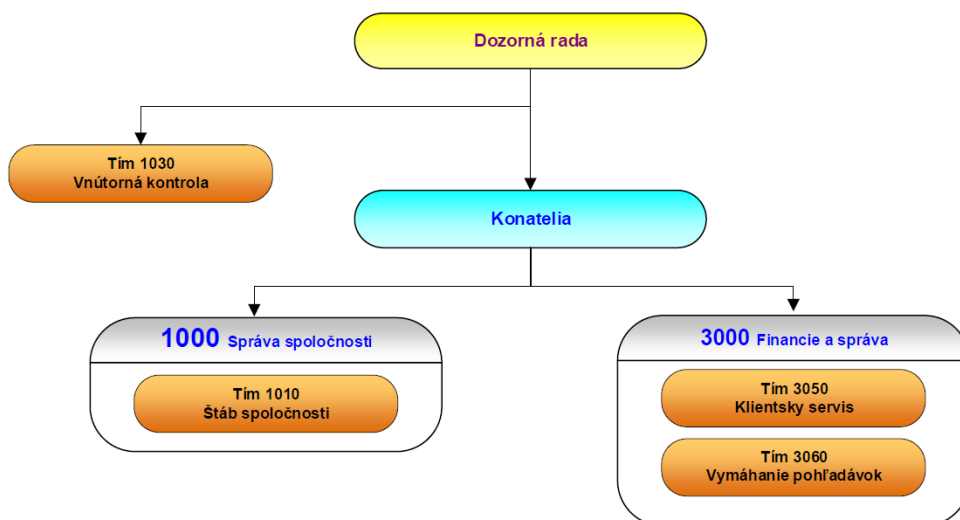 Dozorná rada
Tím 1030
Vnútorná kontrola
Konatelia
1000 Správa spoločnosti
Tím 1010
Štáb spoločnosti
3000 Financie a správa
Tím 3050
Klientsky servis
Tím 3060
Vymáhanie pohľadávok